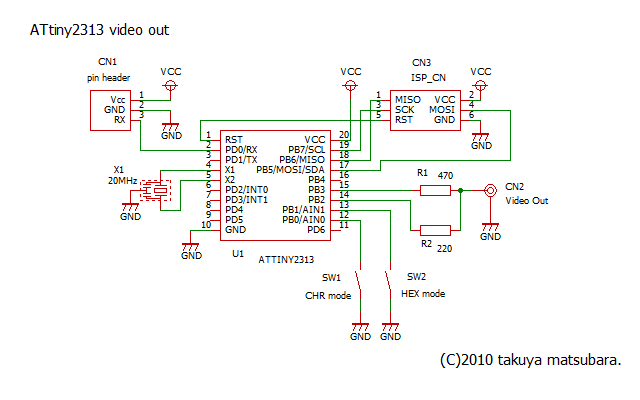 ATtiny2313 video out
CN1
pin header
VCC
Vcc 1
GND 2
RX 3
GND
VCC
CN3
ISP_CN
VCC
1 MISO VCC 2
3 SCK MOSI 4
5 RST GND 6
GND
1 RST VCC 20
2 PD0/RX PB7/SCL 19
3 PD1/TX PB6/MISO 18
4 X1 PB5/MOSI/SDA 17
5 X2 PB4 16
6 PD2/INT0 PB3 15
7 PD3/INT1 PB2 14
8 PD4 PB1/AIN1 13
9 PD5 PB0/AIN0 12
10 GND PD6 11
U1
ATTINY2313
X1
20MHz
GND
GND
R1 470
R2 220
CN2
Video Out
GND
SW1
CHR mode
SW2
HEX mode
GND
GND
(C)2010 takuya matsubara.